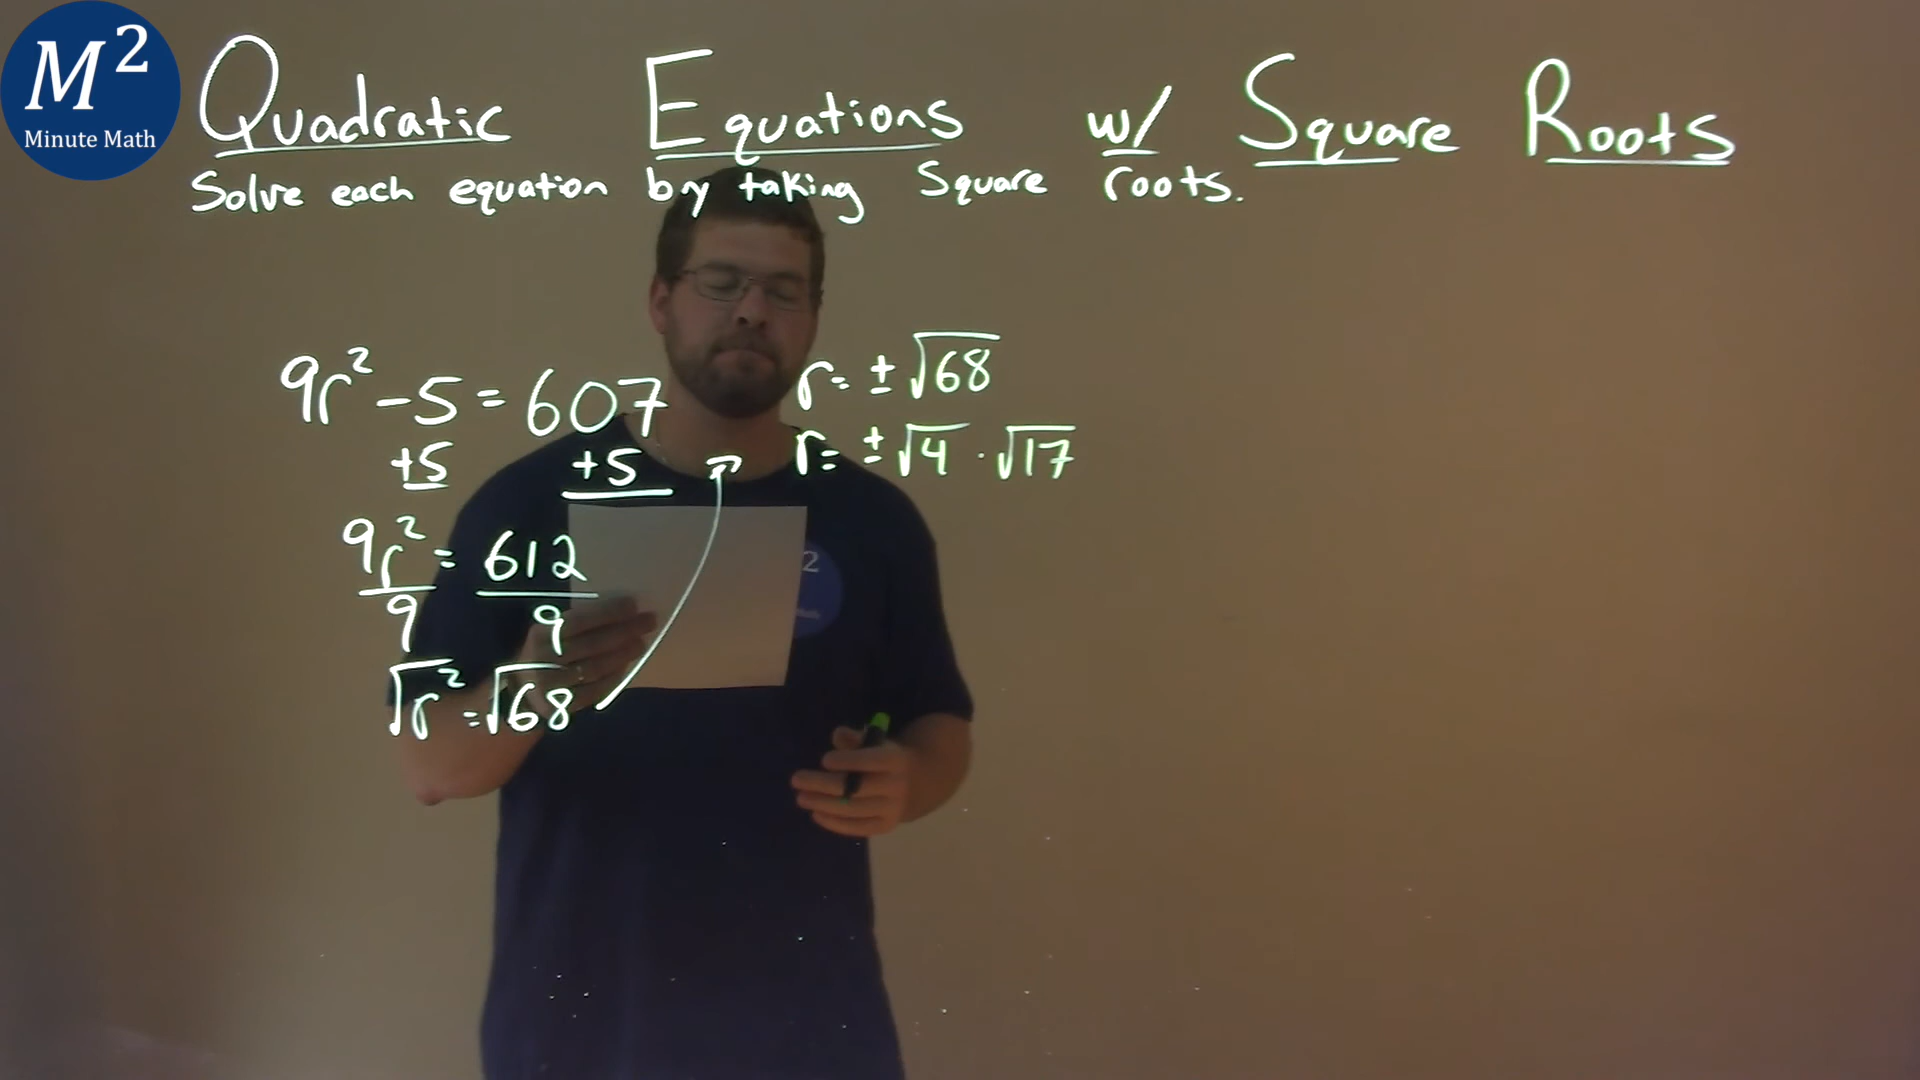 M²
Minute Math
Quadratic Equations w/ Square Roots
Solve each equation by taking Square roots.
9r² - 5 = 607
+5 +5
9r² = 612
9 9
√r² = √68
r = ± √68
r = ± √4 · √17
2